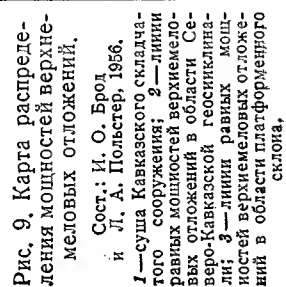 Рис. 9. Карта распреде-
ления мощностей верхне-
меловых отложений.
Сост.: И. О. Брод
и Л. А. Польстер, 1956.
1—суша Кавказского складча-
того сооружения; 2—линии
равных мощностей верхнемело-
вых отложений в области Се-
веро-Кавказской геосинклина-
ли; 3—линии равных мощ-
ностей верхнемеловых отложе-
ний в области платформенного
склона.